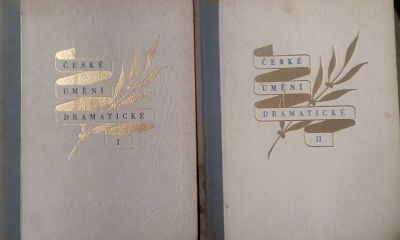 ČESKÉ
UMĚNÍ
DRAMATICKÉ
I
ČESKÉ
UMĚNÍ
DRAMATICKÉ
II